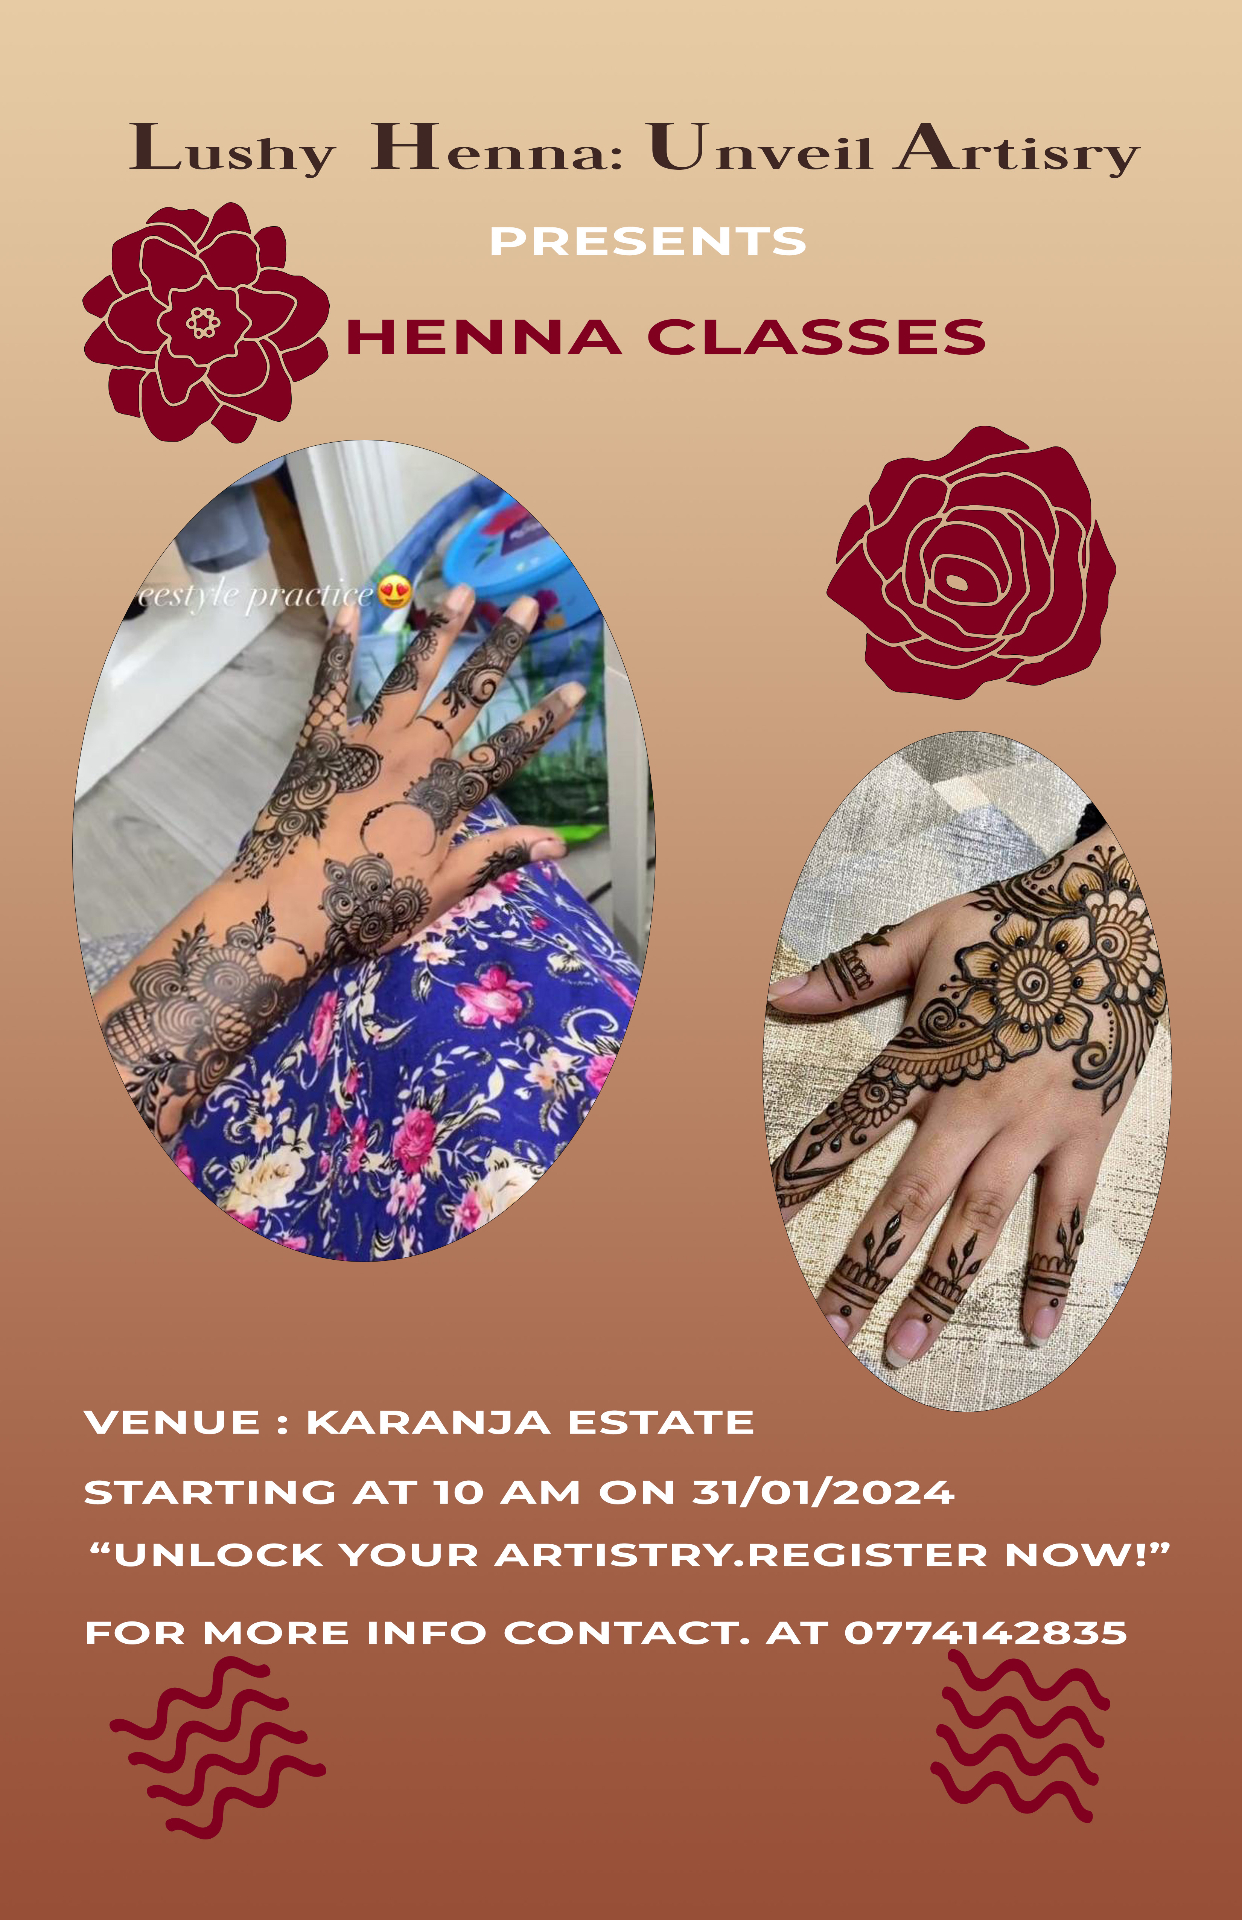 Lushy Henna: Unveil Artisry
PRESENTS
HENNA CLASSES
eestyle practice😍
VENUE : KARANJA ESTATE
STARTING AT 10 AM ON 31/01/2024
“UNLOCK YOUR ARTISTRY.REGISTER NOW!”
FOR MORE INFO CONTACT. AT 0774142835